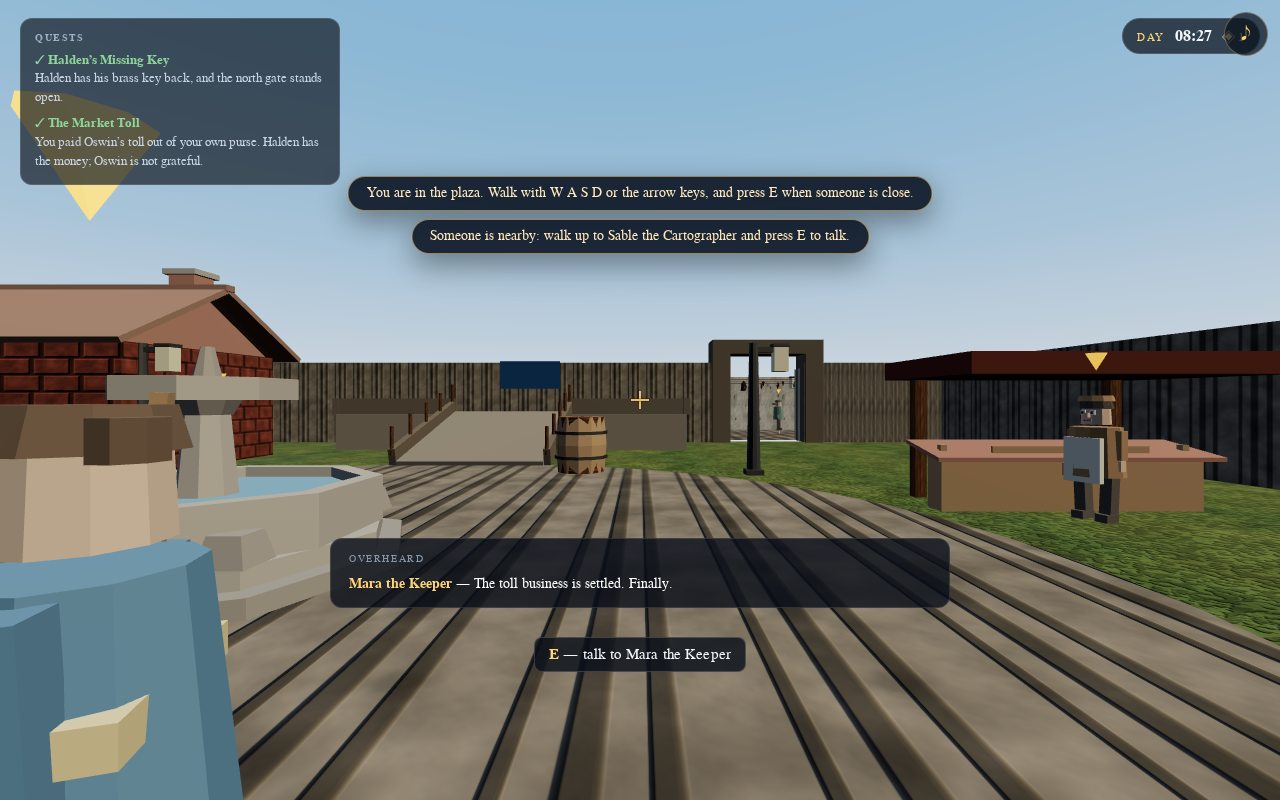 QUESTS
✓ Halden's Missing Key
Halden has his brass key back, and the north gate stands
open.
✓ The Market Toll
You paid Oswin's toll out of your own purse. Halden has
the money; Oswin is not grateful.
DAY 08:27
You are in the plaza. Walk with W A S D or the arrow keys, and press E when someone is close.
Someone is nearby: walk up to Sable the Cartographer and press E to talk.
OVERHEARD
Mara the Keeper — The toll business is settled. Finally.
E — talk to Mara the Keeper